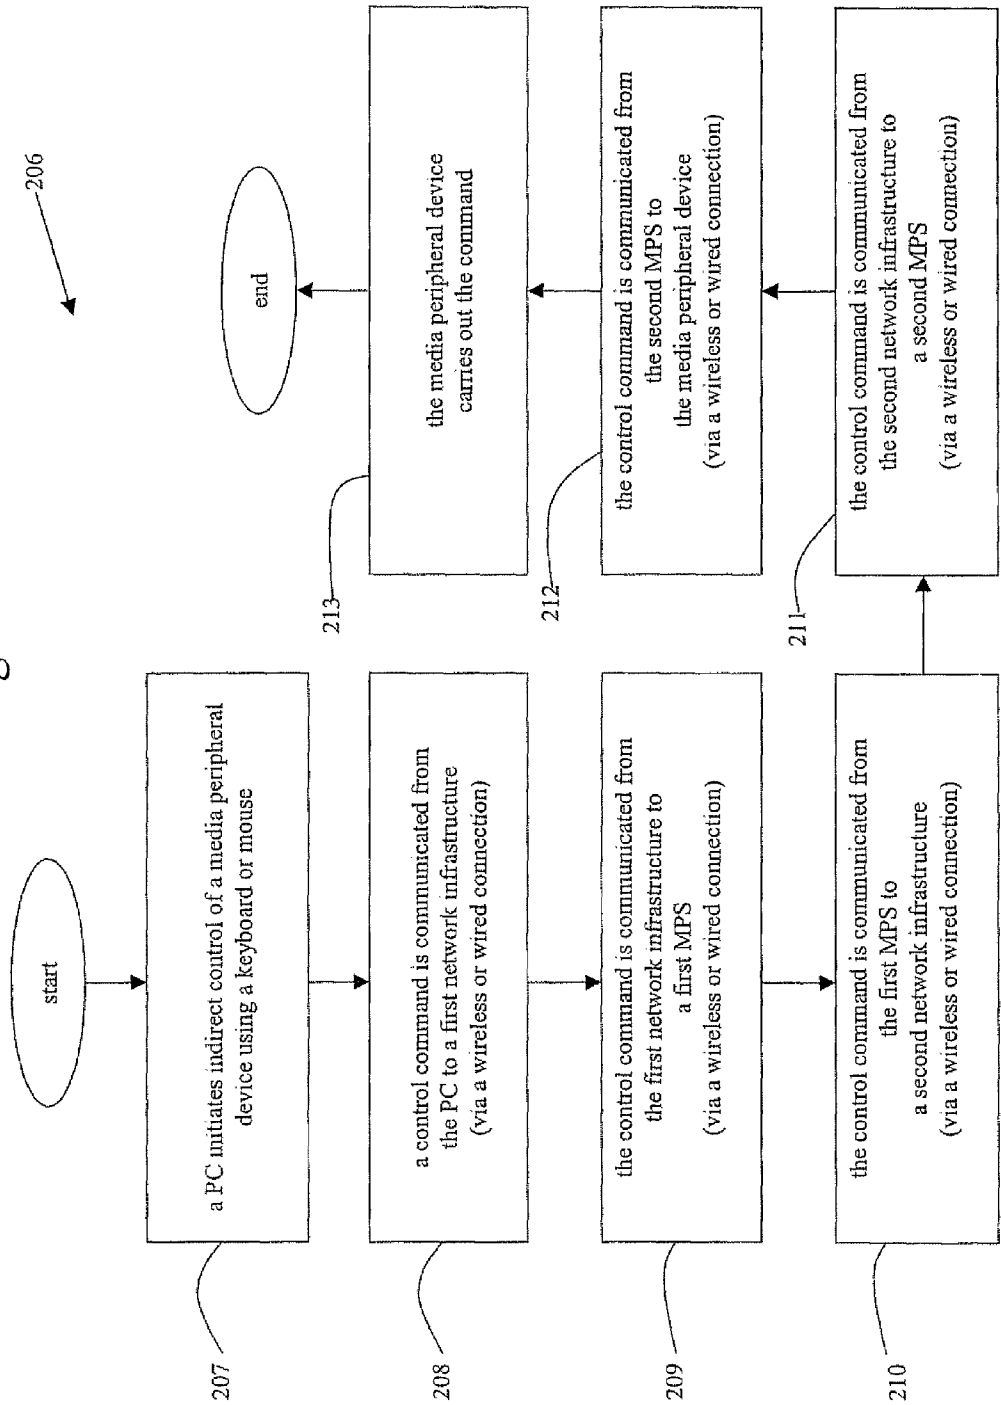 206
start
a PC initiates indirect control of a media peripheral
device using a keyboard or mouse
207
a control command is communicated from
the PC to a first network infrastructure
(via a wireless or wired connection)
208
the control command is communicated from
the first network infrastructure to
a first MPS
(via a wireless or wired connection)
209
the control command is communicated from
the first MPS to
a second network infrastructure
(via a wireless or wired connection)
210
the control command is communicated from
the second network infrastructure to
a second MPS
(via a wireless or wired connection)
211
the control command is communicated from
the second MPS to
the media peripheral device
(via a wireless or wired connection)
212
the media peripheral device
carries out the command
213
end